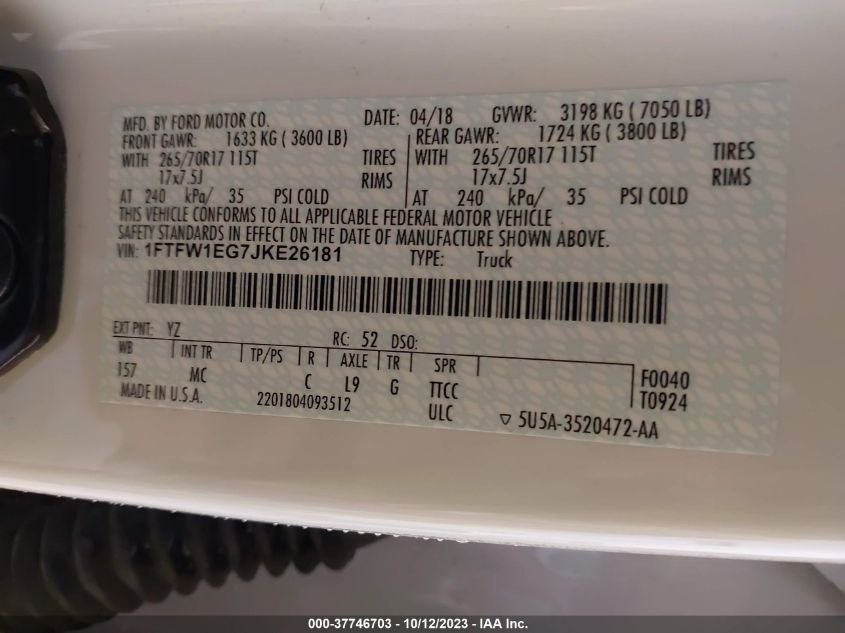 MFD. BY FORD MOTOR CO. DATE: 04/18 GVWR: 3198 KG ( 7050 LB)
FRONT GAWR: 1633 KG ( 3600 LB) REAR GAWR: 1724 KG ( 3800 LB)
WITH 265/70R17 115T TIRES WITH 265/70R17 115T TIRES
17x7.5J RIMS 17x7.5J RIMS
AT 240 kPa/ 35 PSI COLD AT 240 kPa/ 35 PSI COLD
THIS VEHICLE CONFORMS TO ALL APPLICABLE FEDERAL MOTOR VEHICLE
SAFETY STANDARDS IN EFFECT ON THE DATE OF MANUFACTURE SHOWN ABOVE.
VIN: 1FTFW1EG7JKE26181 TYPE: Truck
EXT PNT: YZ RC: 52 DSO:
WB INT TR TP/PS R AXLE TR SPR F0040
157 MC C L9 G TTCC T0924
MADE IN U.S.A. 2201804093512 ULC ▽ 5U5A-3520472-AA
000-37746703 - 10/12/2023 - IAA Inc.